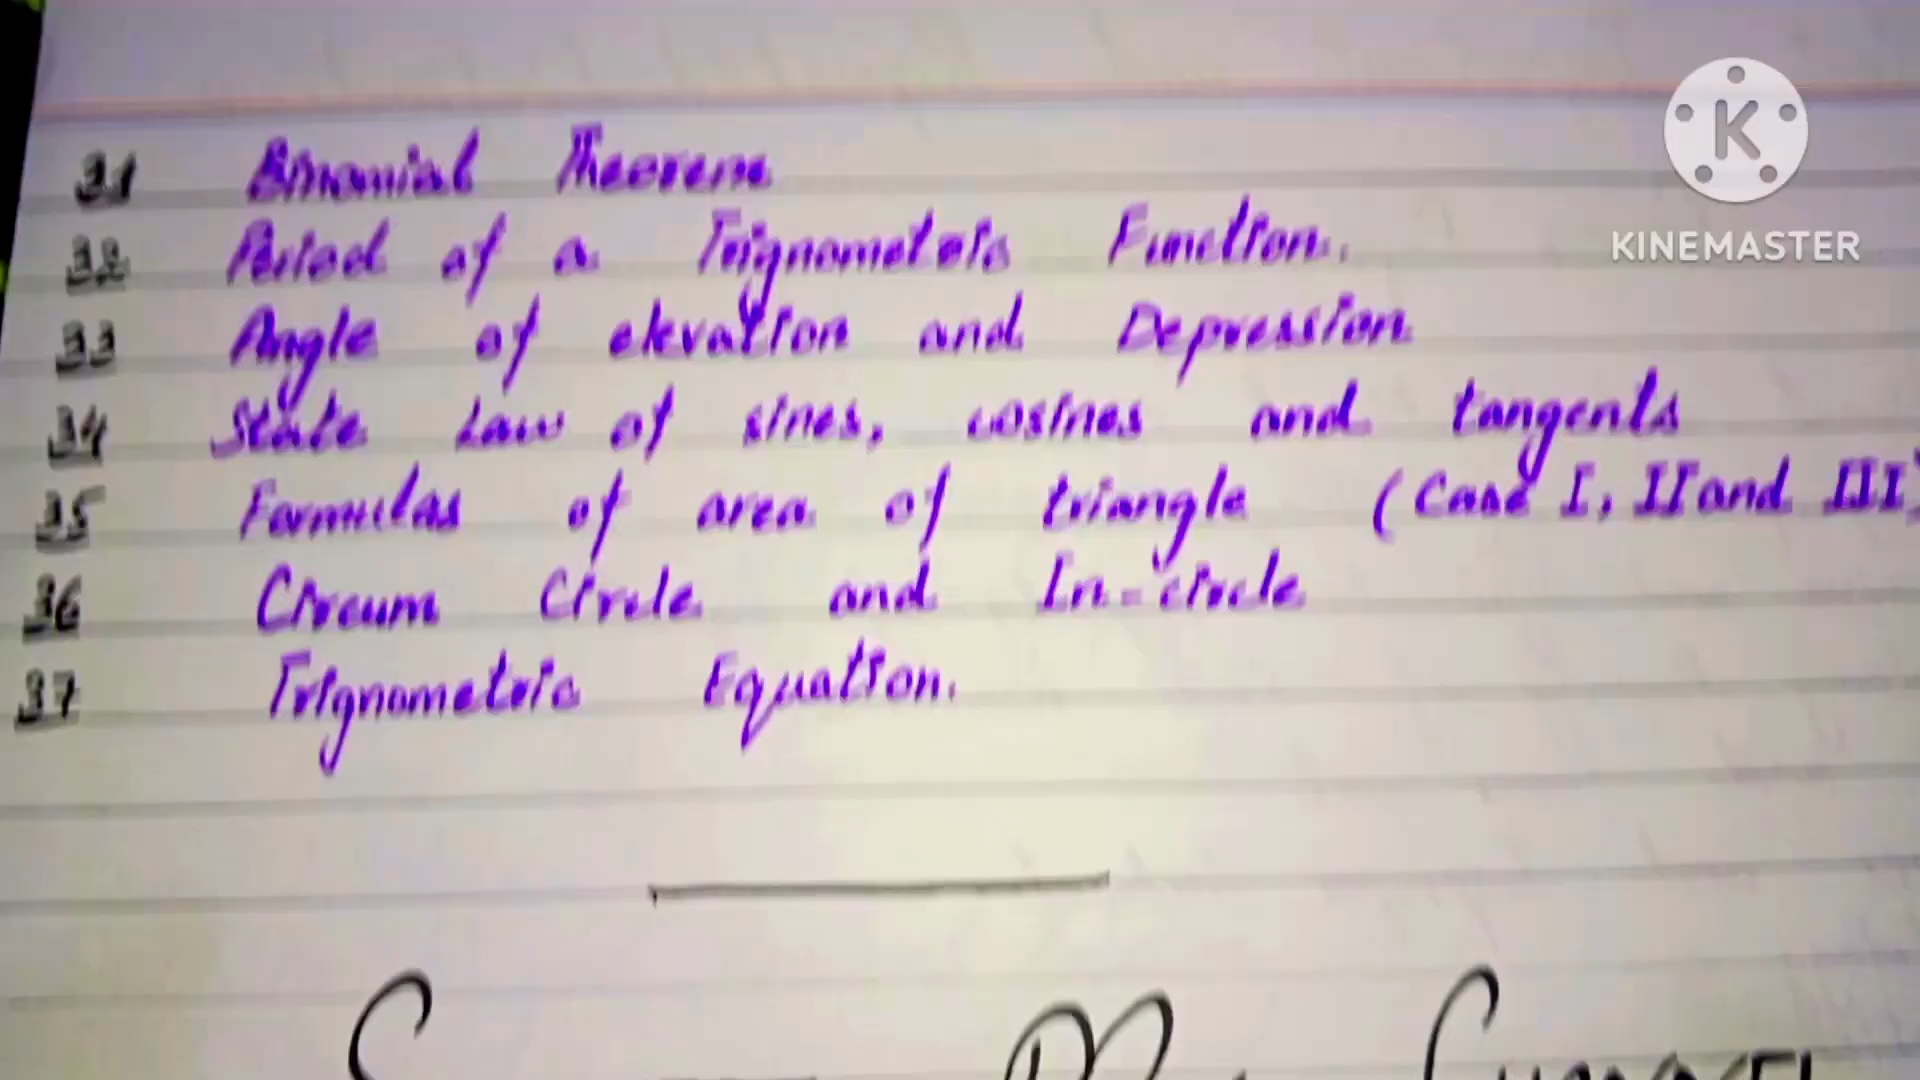 31 Binomial Theorem
32 Period of a Trignometric Function.
33 Angle of elevation and Depression
34 State Law of sines, cosines and tangents
35 Formulas of area of triangle (Case I, II and III)
36 Circum Circle and In-circle
37 Trignometric Equation.
K
KINEMASTER